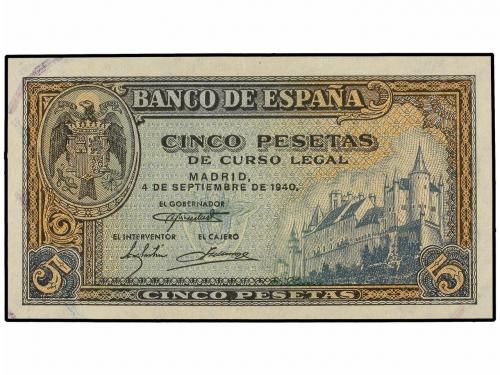 BANCO DE ESPAÑA
CINCO PESETAS
DE CURSO LEGAL
MADRID,
4 DE SEPTIEMBRE DE 1940,
EL GOBERNADOR
EL INTERVENTOR EL CAJERO
5 5
CINCO PESETAS